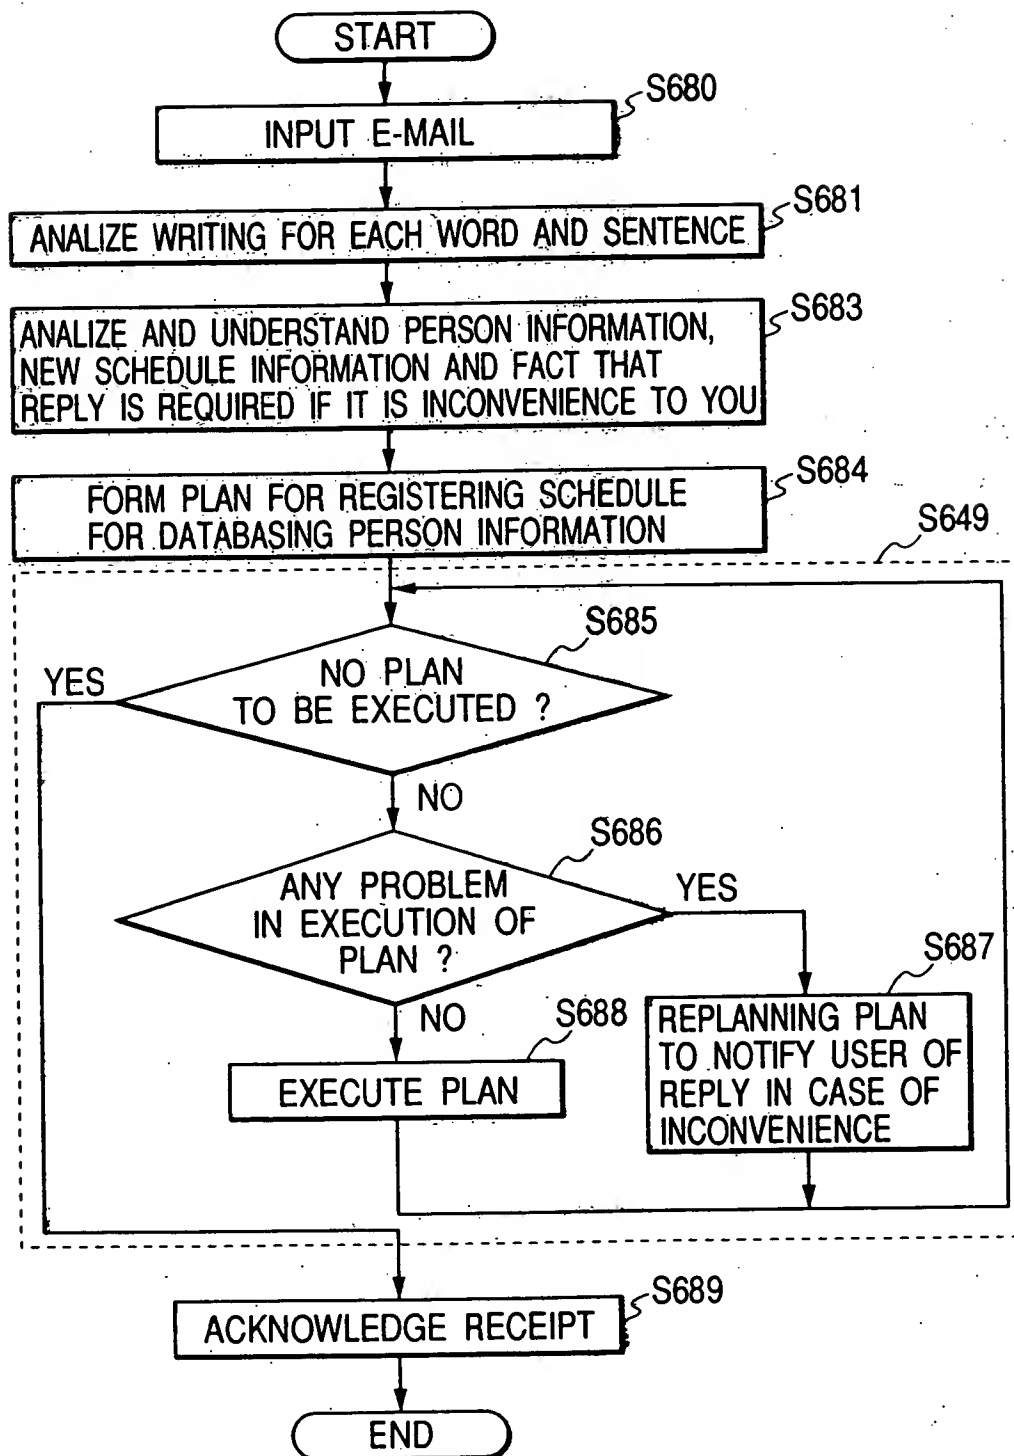 START
S680
INPUT E-MAIL
S681
ANALIZE WRITING FOR EACH WORD AND SENTENCE
S683
ANALIZE AND UNDERSTAND PERSON INFORMATION,
NEW SCHEDULE INFORMATION AND FACT THAT
REPLY IS REQUIRED IF IT IS INCONVENIENCE TO YOU
S684
FORM PLAN FOR REGISTERING SCHEDULE
FOR DATABASING PERSON INFORMATION
S649
S685
YES
NO PLAN
TO BE EXECUTED ?
NO
S686
ANY PROBLEM
IN EXECUTION OF
PLAN ?
YES
S687
NO
S688
REPLANNING PLAN
TO NOTIFY USER OF
REPLY IN CASE OF
INCONVENIENCE
EXECUTE PLAN
S689
ACKNOWLEDGE RECEIPT
END